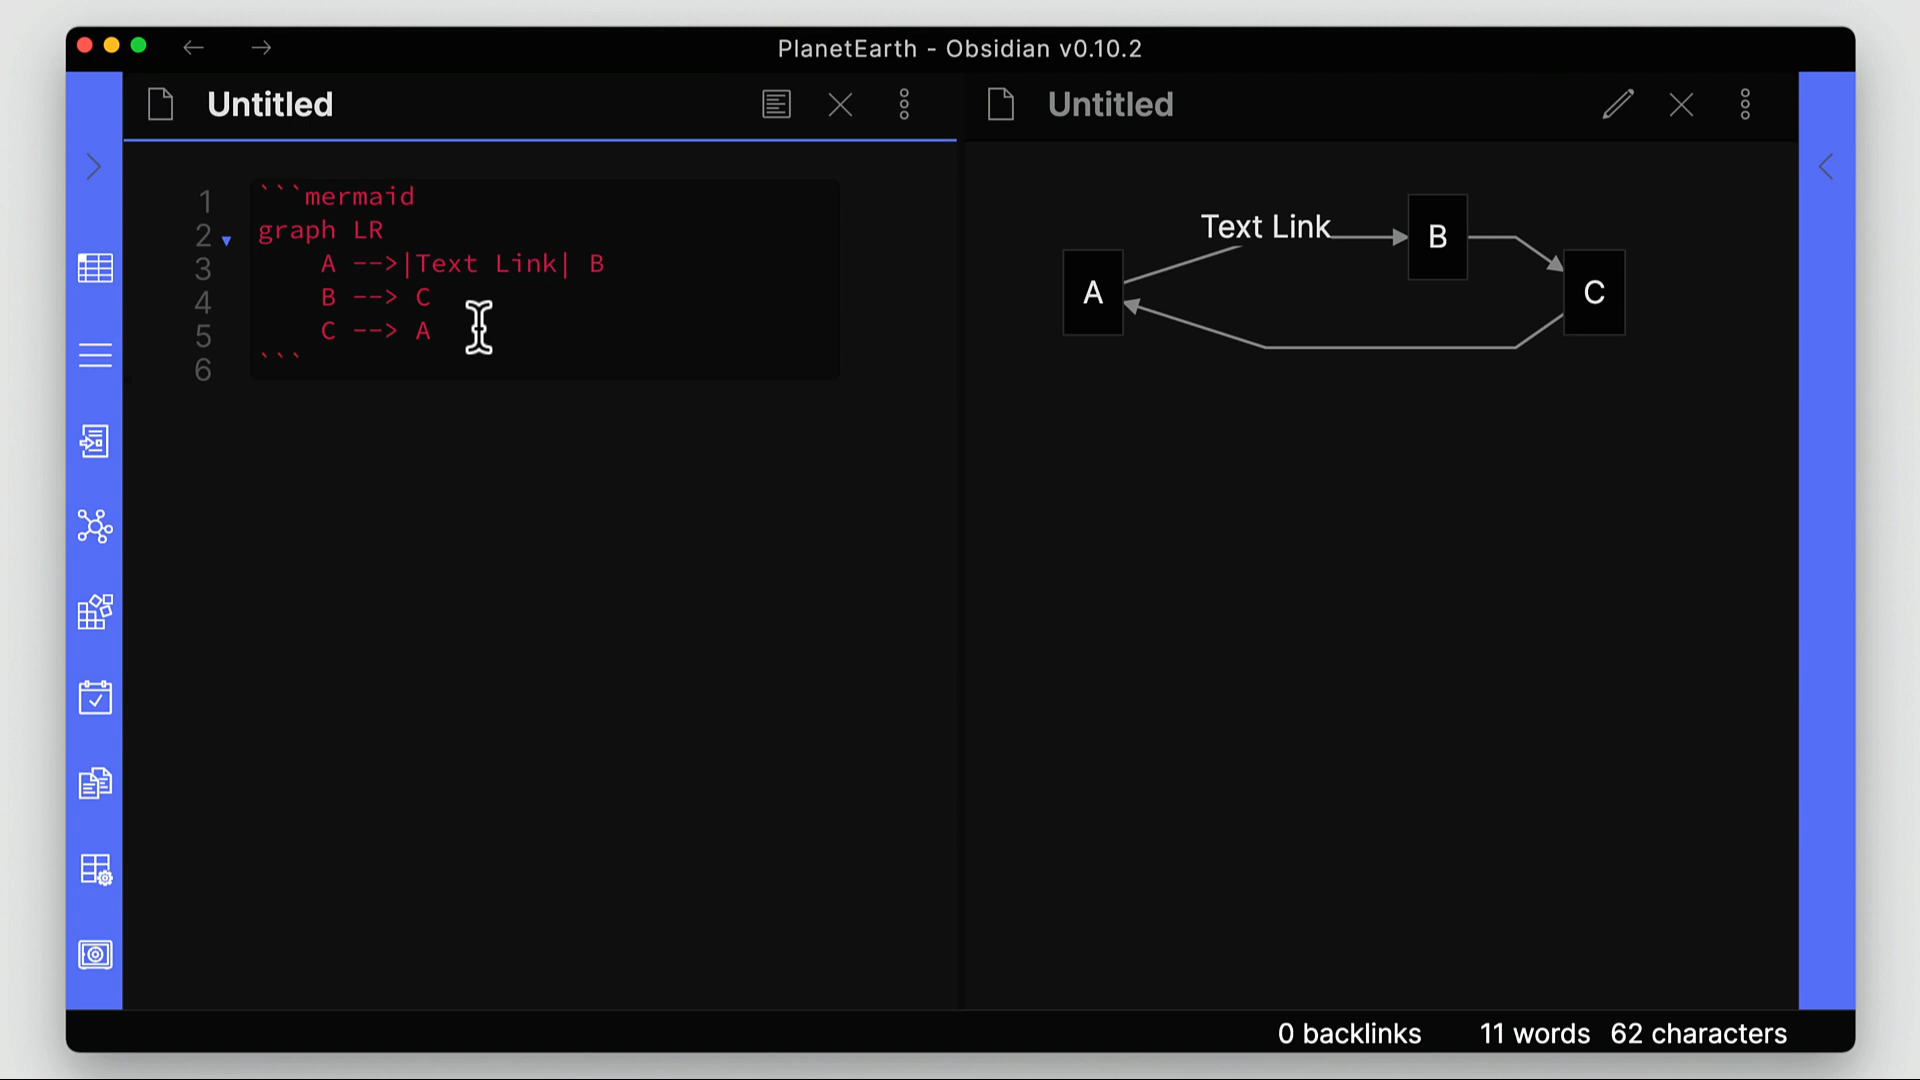 PlanetEarth - Obsidian v0.10.2
Untitled
1 ```mermaid
2 graph LR
3 A -->|Text Link| B
4 B --> C
5 C --> A
6 ```
Untitled
A
Text Link
B
C
0 backlinks 11 words 62 characters